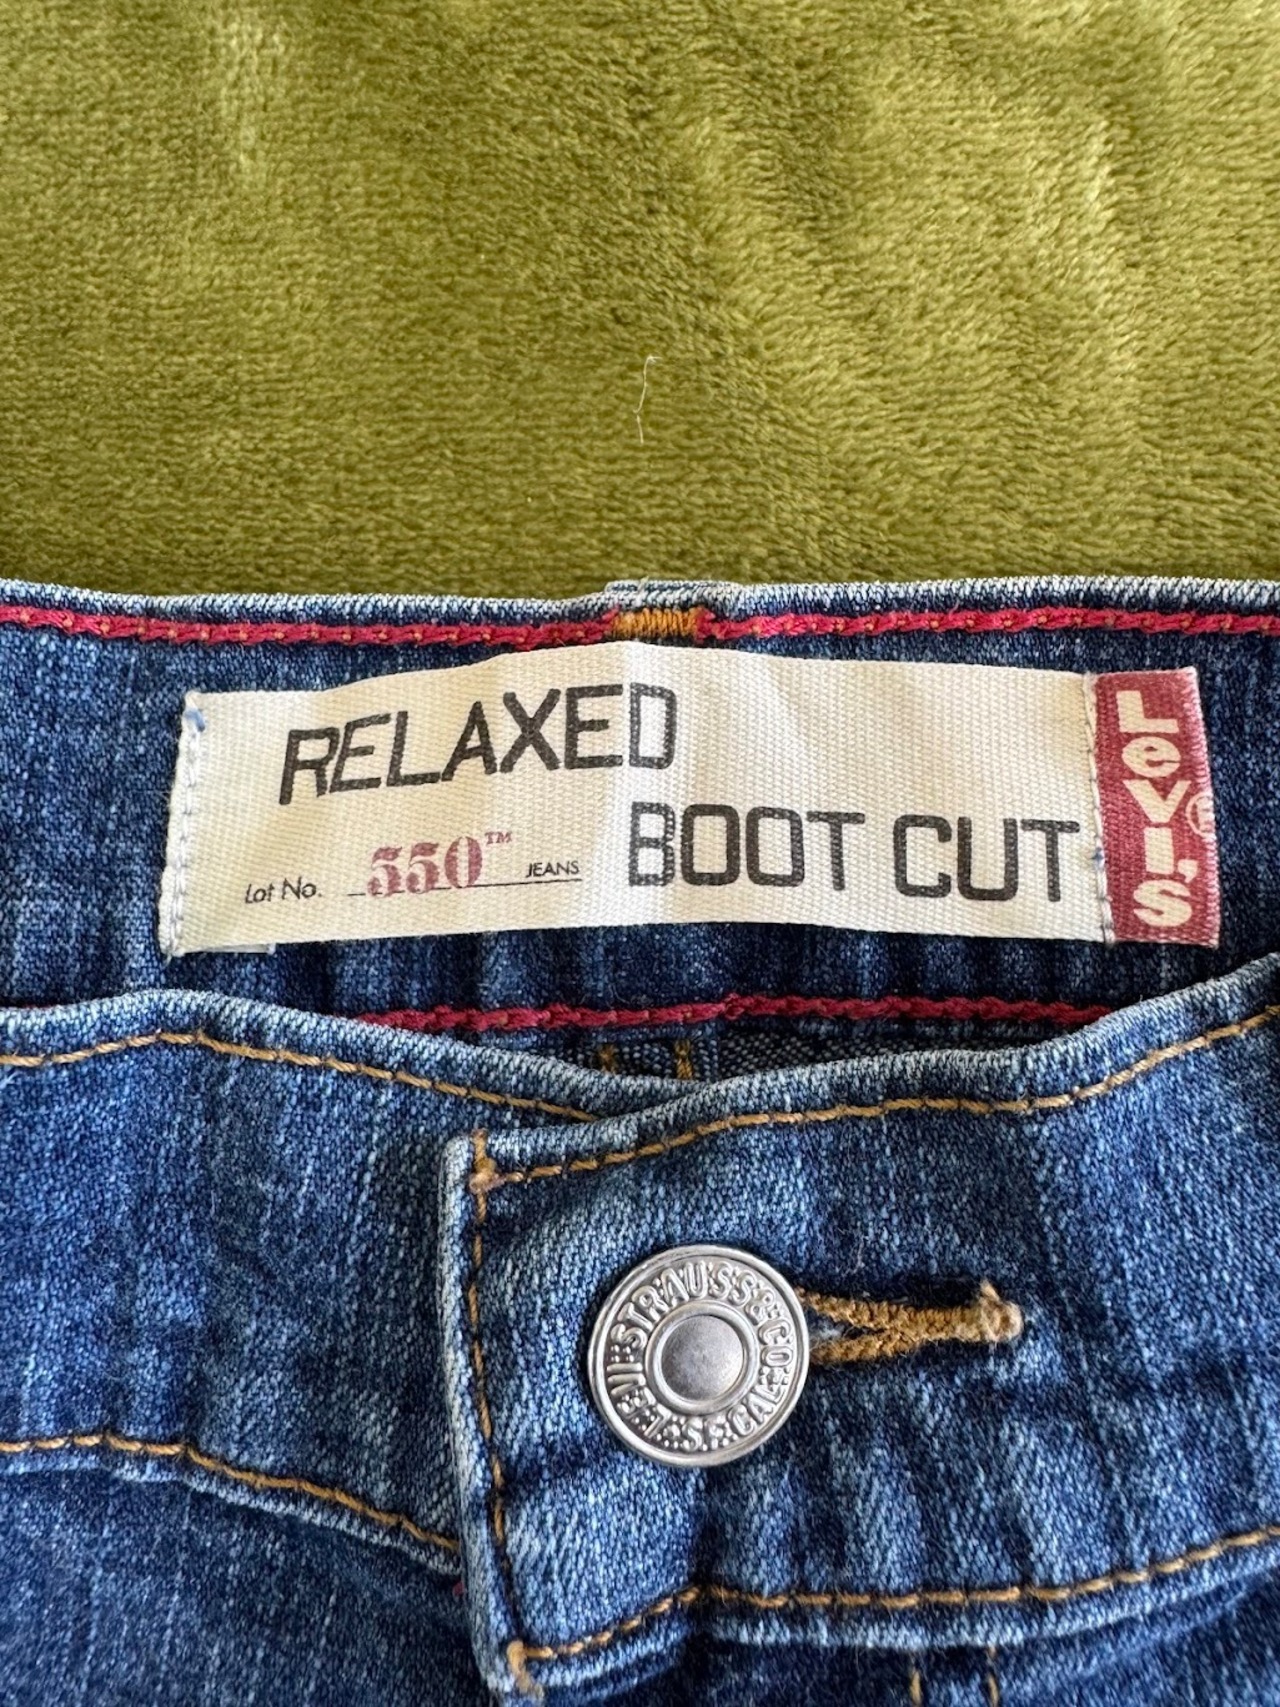 RELAXED
BOOT CUT
Lot No. 550™ JEANS
LEVI'S®
LEVI STRAUSS & CO
S.F. CAL